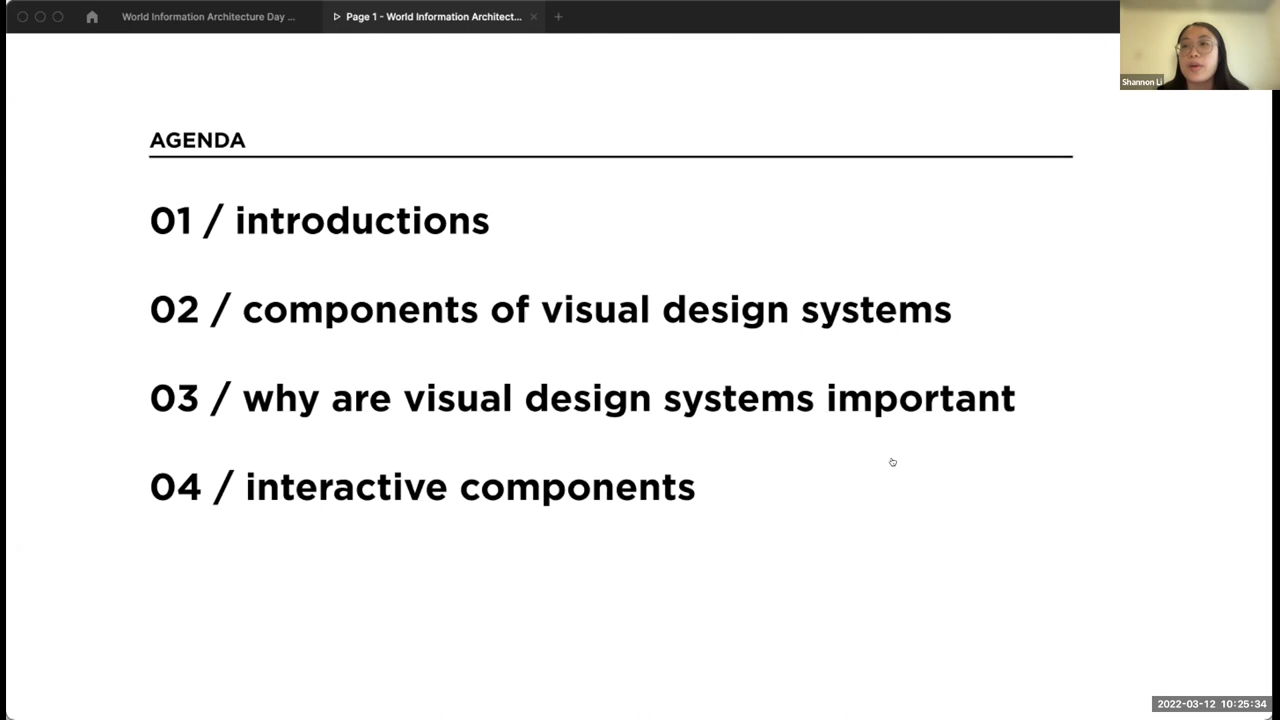 World Information Architecture Day ...
Page 1 - World Information Architect...
Shannon Li
AGENDA
01 / introductions
02 / components of visual design systems
03 / why are visual design systems important
04 / interactive components
2022-03-12 10:25:34